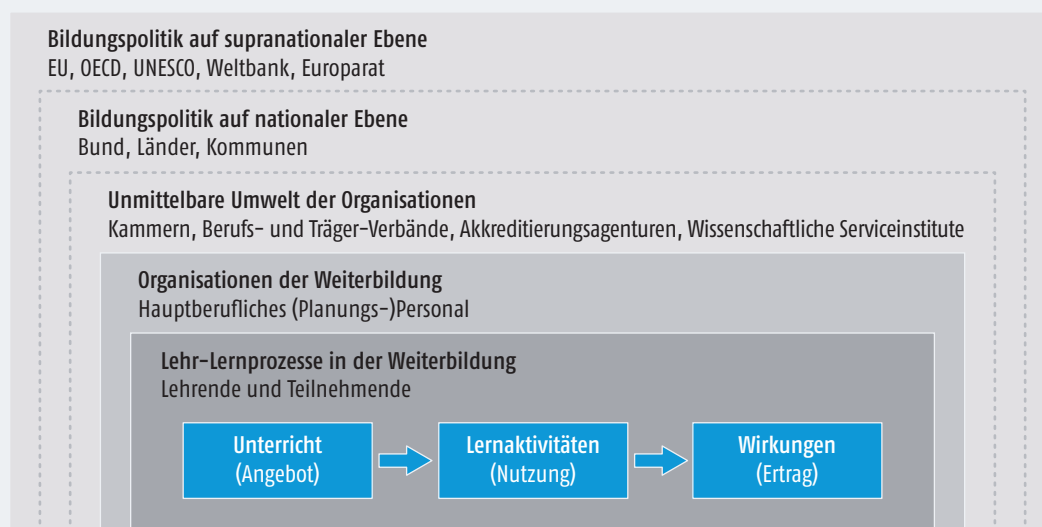 Bildungspolitik auf supranationaler Ebene
EU, OECD, UNESCO, Weltbank, Europarat
Bildungspolitik auf nationaler Ebene
Bund, Länder, Kommunen
Unmittelbare Umwelt der Organisationen
Kammern, Berufs- und Träger-Verbände, Akkreditierungsagenturen, Wissenschaftliche Serviceinstitute
Organisationen der Weiterbildung
Hauptberufliches (Planungs-)Personal
Lehr-Lernprozesse in der Weiterbildung
Lehrende und Teilnehmende
Unterricht
(Angebot)
Lernaktivitäten
(Nutzung)
Wirkungen
(Ertrag)